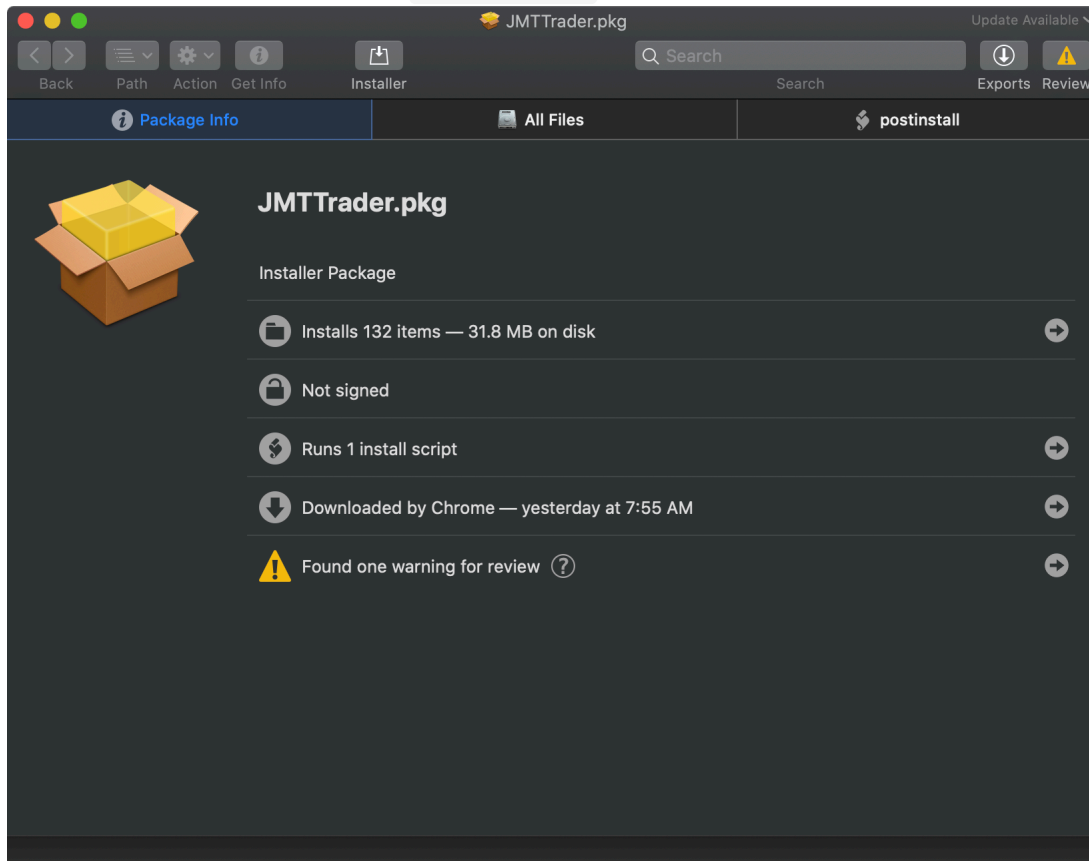 JMTTrader.pkg
Update Available
Search
Back
Path
Action
Get Info
Installer
Search
Exports
Review
Package Info
All Files
postinstall
JMTTrader.pkg
Installer Package
Installs 132 items — 31.8 MB on disk
Not signed
Runs 1 install script
Downloaded by Chrome — yesterday at 7:55 AM
Found one warning for review ?